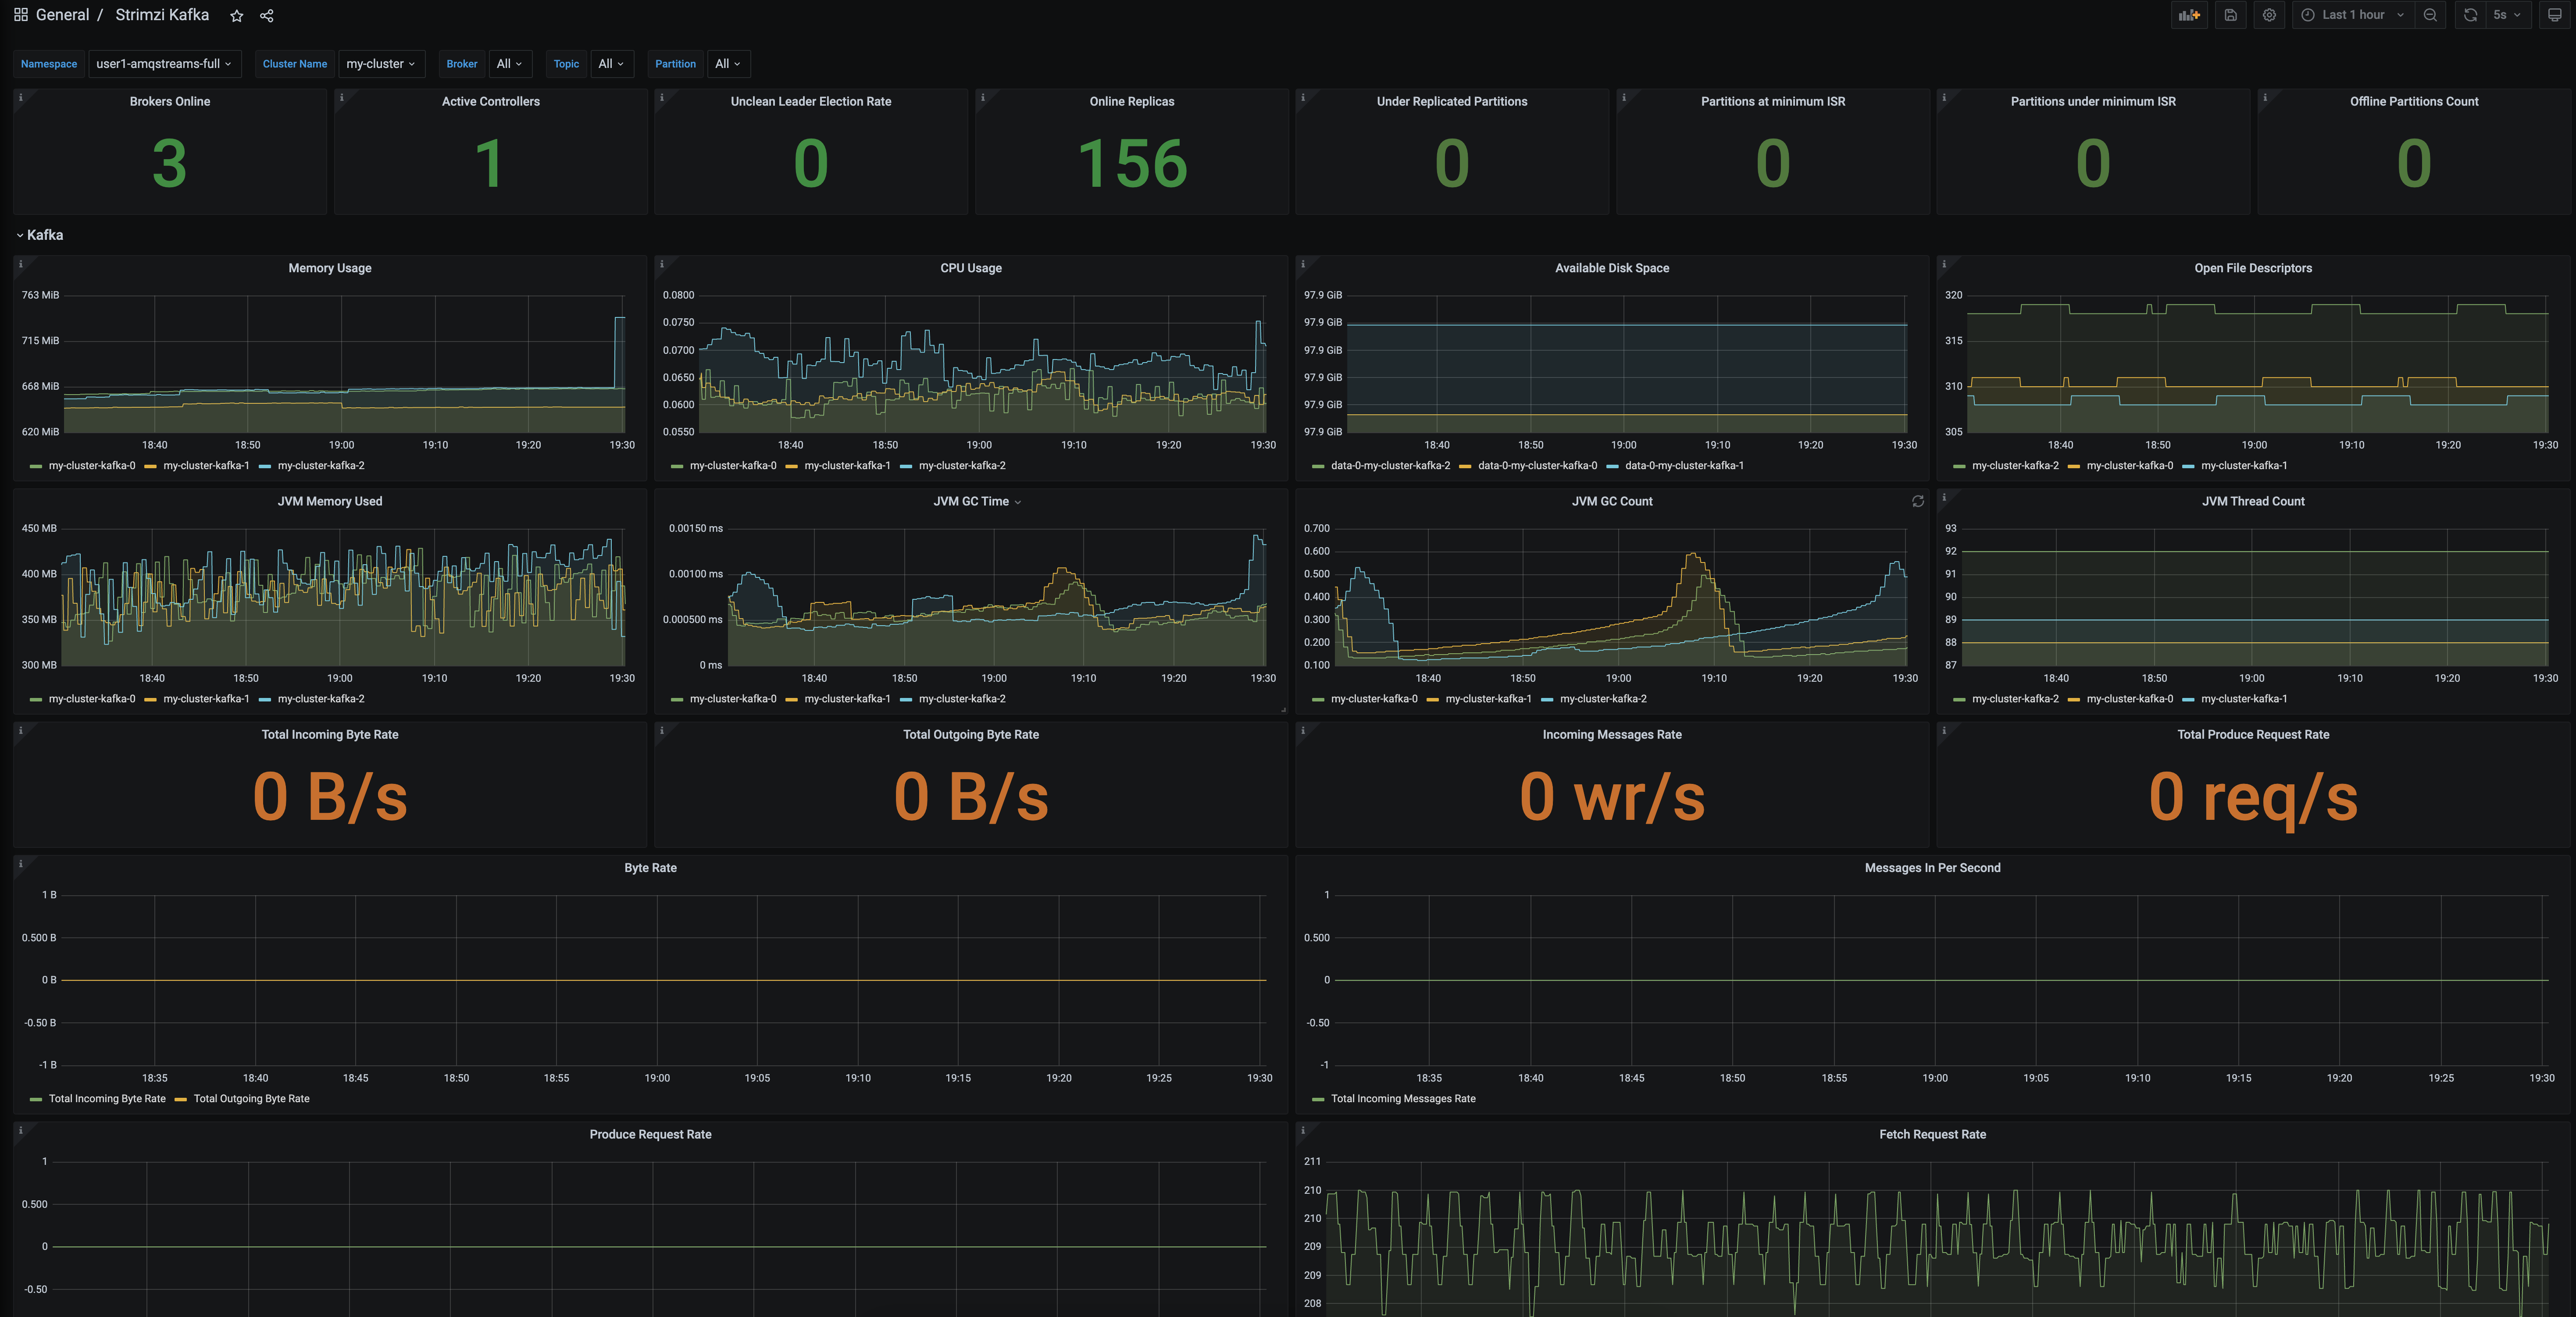 General / Strimzi Kafka
Last 1 hour
5s
Namespace user1-amqstreams-full Cluster Name my-cluster Broker All Topic All Partition All
Brokers Online
3
Active Controllers
1
Unclean Leader Election Rate
0
Online Replicas
156
Under Replicated Partitions
0
Partitions at minimum ISR
0
Partitions under minimum ISR
0
Offline Partitions Count
0
Kafka
Memory Usage
763 MiB
715 MiB
668 MiB
620 MiB
18:40 18:50 19:00 19:10 19:20 19:30
my-cluster-kafka-0 my-cluster-kafka-1 my-cluster-kafka-2
CPU Usage
0.0800
0.0750
0.0700
0.0650
0.0600
0.0550
18:40 18:50 19:00 19:10 19:20 19:30
my-cluster-kafka-0 my-cluster-kafka-1 my-cluster-kafka-2
Available Disk Space
97.9 GiB
97.9 GiB
97.9 GiB
97.9 GiB
97.9 GiB
97.9 GiB
18:40 18:50 19:00 19:10 19:20 19:30
data-0-my-cluster-kafka-2 data-0-my-cluster-kafka-0 data-0-my-cluster-kafka-1
Open File Descriptors
320
315
310
305
18:40 18:50 19:00 19:10 19:20 19:30
my-cluster-kafka-2 my-cluster-kafka-0 my-cluster-kafka-1
JVM Memory Used
450 MB
400 MB
350 MB
300 MB
18:40 18:50 19:00 19:10 19:20 19:30
my-cluster-kafka-0 my-cluster-kafka-1 my-cluster-kafka-2
JVM GC Time
0.00150 ms
0.00100 ms
0.000500 ms
0 ms
18:40 18:50 19:00 19:10 19:20 19:30
my-cluster-kafka-0 my-cluster-kafka-1 my-cluster-kafka-2
JVM GC Count
0.700
0.600
0.500
0.400
0.300
0.200
0.100
18:40 18:50 19:00 19:10 19:20 19:30
my-cluster-kafka-0 my-cluster-kafka-1 my-cluster-kafka-2
JVM Thread Count
93
92
91
90
89
88
87
18:40 18:50 19:00 19:10 19:20 19:30
my-cluster-kafka-2 my-cluster-kafka-0 my-cluster-kafka-1
Total Incoming Byte Rate
0 B/s
Total Outgoing Byte Rate
0 B/s
Incoming Messages Rate
0 wr/s
Total Produce Request Rate
0 req/s
Byte Rate
1 B
0.500 B
0 B
-0.50 B
-1 B
18:35 18:40 18:45 18:50 18:55 19:00 19:05 19:10 19:15 19:20 19:25 19:30
Total Incoming Byte Rate Total Outgoing Byte Rate
Messages In Per Second
1
0.500
0
-0.50
-1
18:35 18:40 18:45 18:50 18:55 19:00 19:05 19:10 19:15 19:20 19:25 19:30
Total Incoming Messages Rate
Produce Request Rate
1
0.500
0
-0.50
Fetch Request Rate
211
210
210
209
209
208